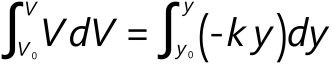 ∫_{V₀}^{V} V dV = ∫_{y₀}^{y} (-k y) dy